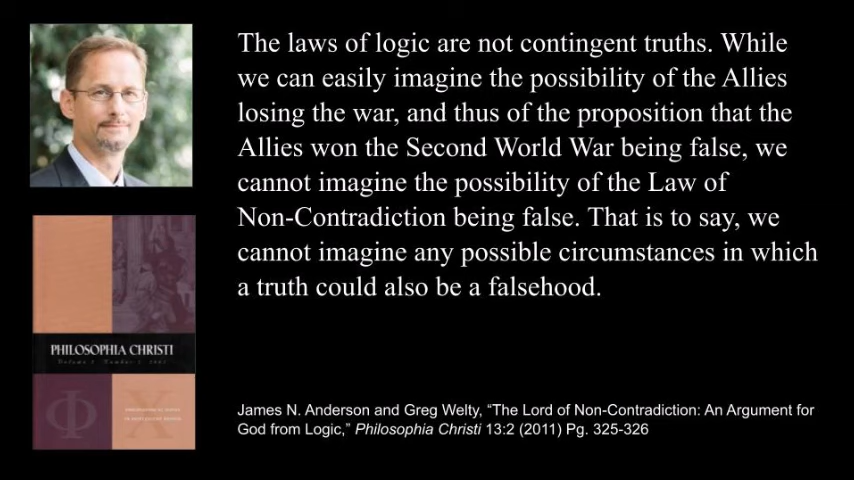 The laws of logic are not contingent truths. While
we can easily imagine the possibility of the Allies
losing the war, and thus of the proposition that the
Allies won the Second World War being false, we
cannot imagine the possibility of the Law of
Non-Contradiction being false. That is to say, we
cannot imagine any possible circumstances in which
a truth could also be a falsehood.
PHILOSOPHIA CHRISTI
Φ X
James N. Anderson and Greg Welty, “The Lord of Non-Contradiction: An Argument for
God from Logic,” Philosophia Christi 13:2 (2011) Pg. 325-326